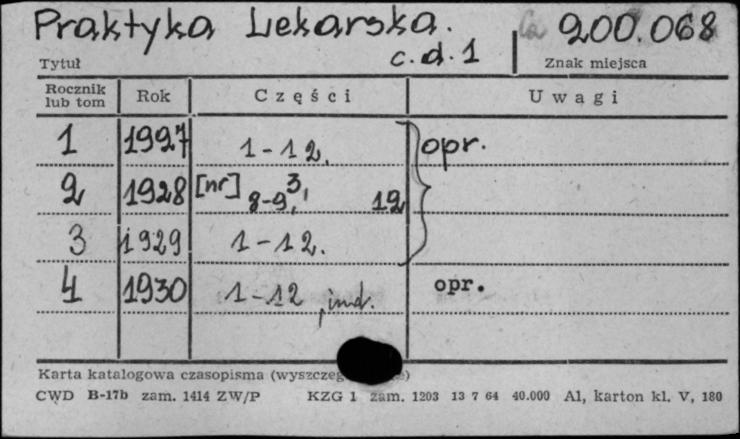 Praktyka Lekarska. 200.068
c.d. 1
Tytuł Znak miejsca
Rocznik lub tom Rok Części Uwagi
1 1927 1-12. opr.
2 1928 [nr] 3, 8-9, 12
3 1929 1-12.
4 1930 1-12, ind. opr.
Karta katalogowa czasopisma (wyszczeg
CWD B-17b zam. 1414 ZW/P KZG 1 zam. 1203 13 7 64 40.000 A1, karton kl. V, 180